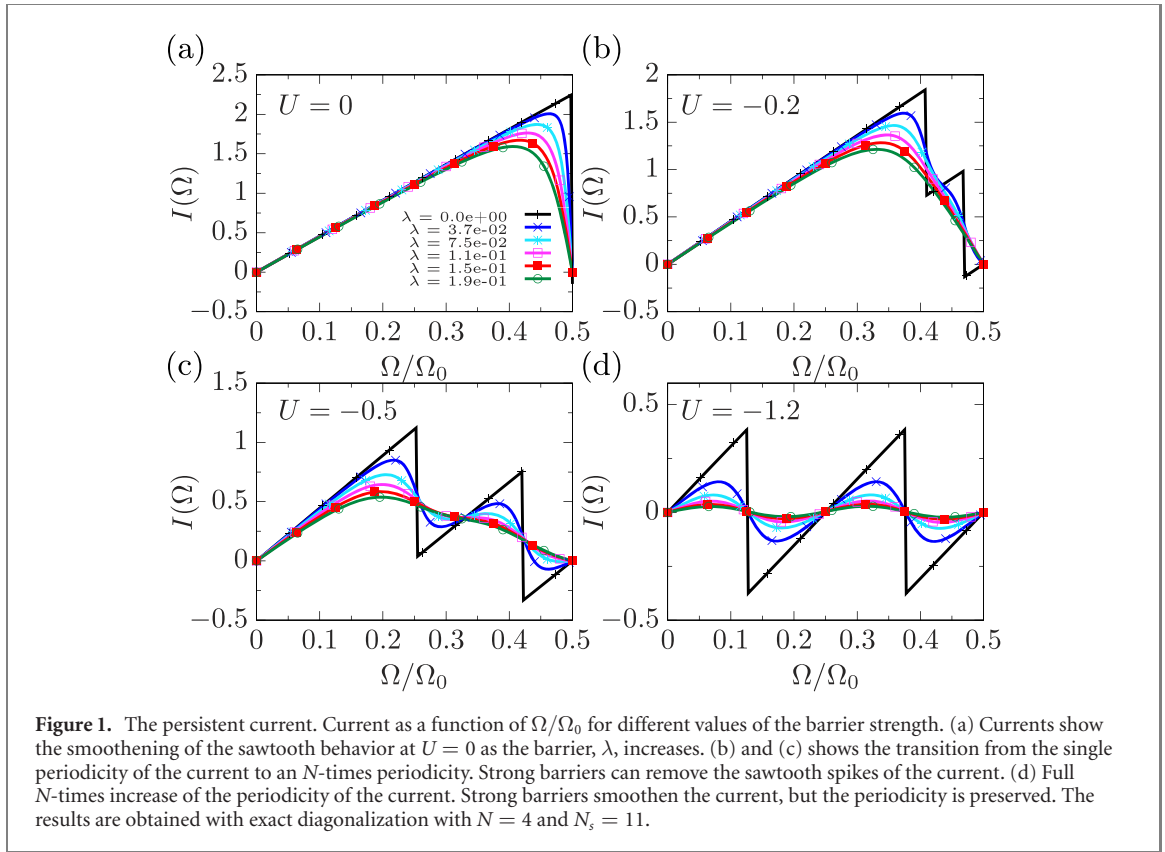 (a)
2.5
2
1.5
1
0.5
0
−0.5
I(Ω)
U = 0
λ = 0.0e+00
λ = 3.7e-02
λ = 7.5e-02
λ = 1.1e-01
λ = 1.5e-01
λ = 1.9e-01
0 0.1 0.2 0.3 0.4 0.5
Ω/Ω₀
(b)
2
1.5
1
0.5
0
−0.5
I(Ω)
U = −0.2
0 0.1 0.2 0.3 0.4 0.5
Ω/Ω₀
(c)
1.5
1
0.5
0
−0.5
I(Ω)
U = −0.5
0 0.1 0.2 0.3 0.4 0.5
Ω/Ω₀
(d)
0.5
0
−0.5
I(Ω)
U = −1.2
0 0.1 0.2 0.3 0.4 0.5
Ω/Ω₀
Figure 1. The persistent current. Current as a function of Ω/Ω₀ for different values of the barrier strength. (a) Currents show
the smoothening of the sawtooth behavior at U = 0 as the barrier, λ, increases. (b) and (c) shows the transition from the single
periodicity of the current to an N-times periodicity. Strong barriers can remove the sawtooth spikes of the current. (d) Full
N-times increase of the periodicity of the current. Strong barriers smoothen the current, but the periodicity is preserved. The
results are obtained with exact diagonalization with N = 4 and Nₛ = 11.